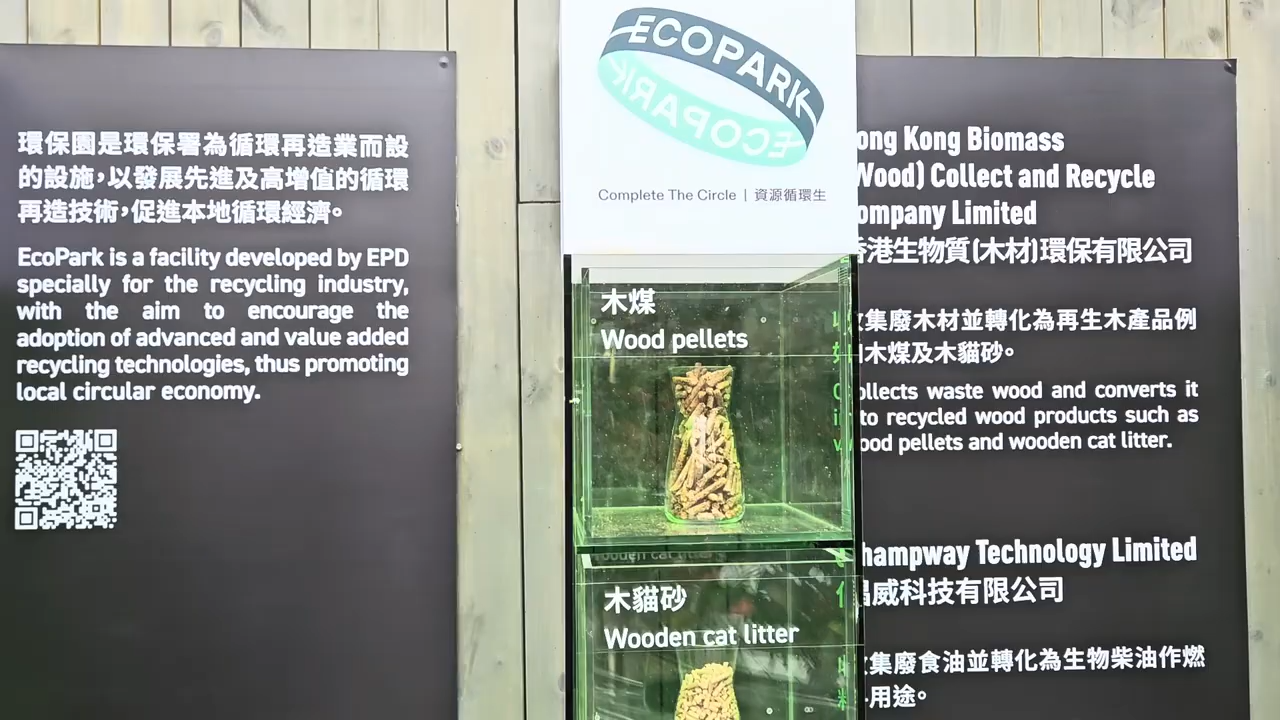 環保園是環保署為循環再造業而設
的設施，以發展先進及高增值的循環
再造技術，促進本地循環經濟。
EcoPark is a facility developed by EPD
specially for the recycling industry,
with the aim to encourage the
adoption of advanced and value added
recycling technologies, thus promoting
local circular economy.
ECOPARK
ECOPARK
Complete The Circle | 資源循環生
木煤
Wood pellets
木貓砂
Wooden cat litter
ong Kong Biomass
Wood) Collect and Recycle
ompany Limited
香港生物質(木材)環保有限公司
集廢木材並轉化為再生木產品例
木煤及木貓砂。
ollects waste wood and converts it
to recycled wood products such as
ood pellets and wooden cat litter.
hampway Technology Limited
昌威科技有限公司
集廢食油並轉化為生物柴油作燃
用途。